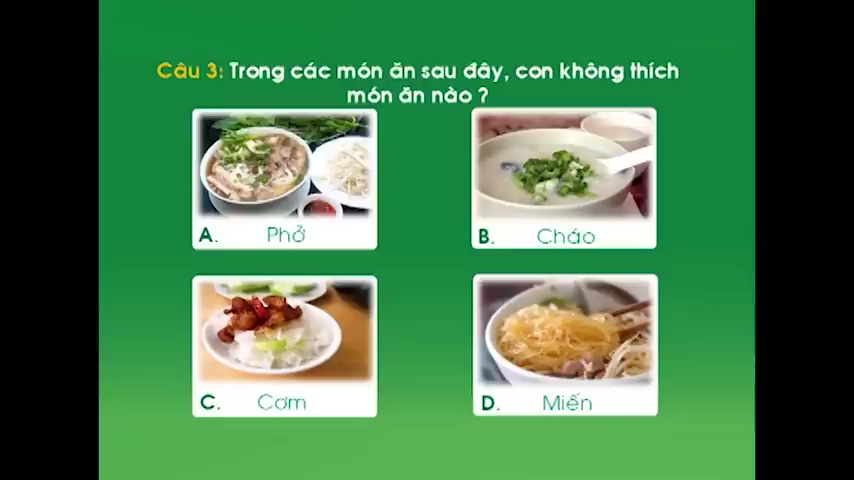 Câu 3: Trong các món ăn sau đây, con không thích
món ăn nào ?
A. Phở
B. Cháo
C. Cơm
D. Miến